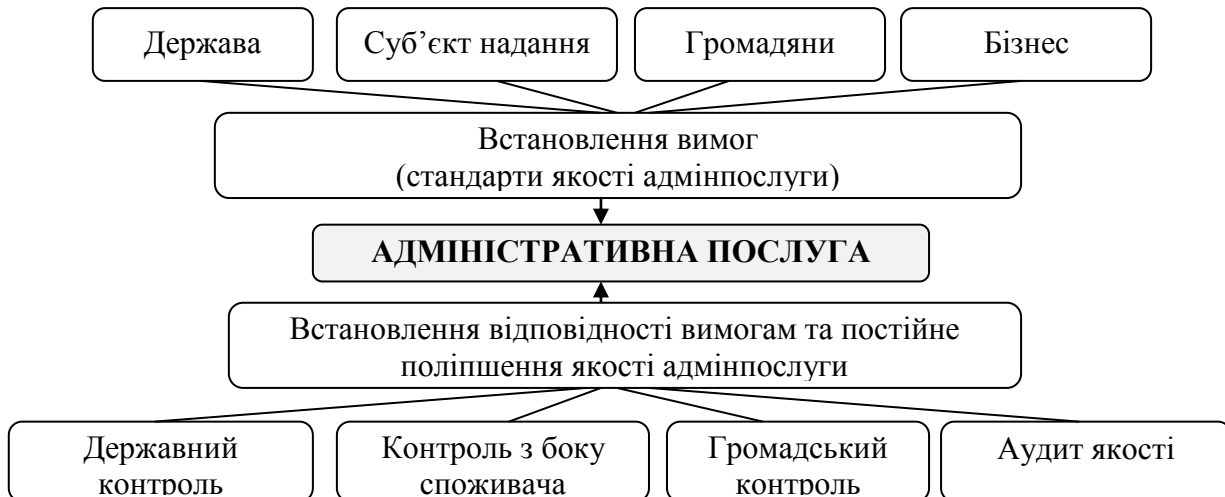 Держава
Суб’єкт надання
Громадяни
Бізнес
Встановлення вимог
(стандарти якості адмінпослуги)
АДМІНІСТРАТИВНА ПОСЛУГА
Встановлення відповідності вимогам та постійне
поліпшення якості адмінпослуги
Державний
контроль
Контроль з боку
споживача
Громадський
контроль
Аудит якості